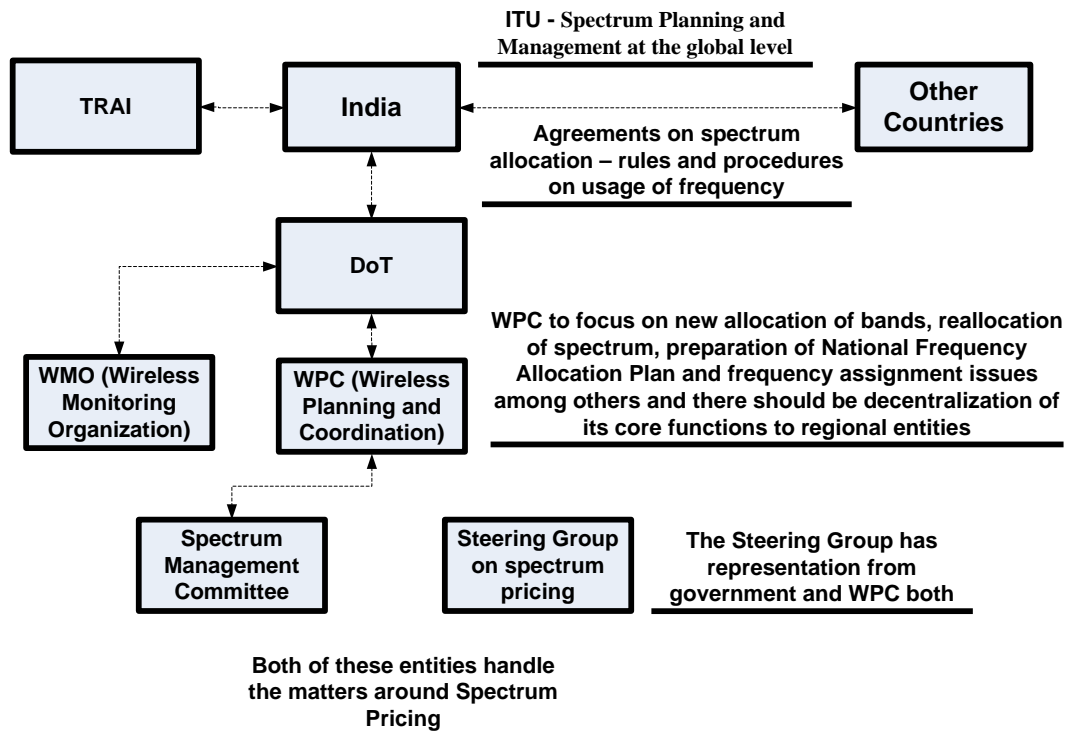 ITU - Spectrum Planning and
Management at the global level
TRAI
India
Other
Countries
Agreements on spectrum
allocation – rules and procedures
on usage of frequency
DoT
WMO (Wireless
Monitoring
Organization)
WPC (Wireless
Planning and
Coordination)
WPC to focus on new allocation of bands, reallocation
of spectrum, preparation of National Frequency
Allocation Plan and frequency assignment issues
among others and there should be decentralization of
its core functions to regional entities
Spectrum
Management
Committee
Steering Group
on spectrum
pricing
The Steering Group has
representation from
government and WPC both
Both of these entities handle
the matters around Spectrum
Pricing